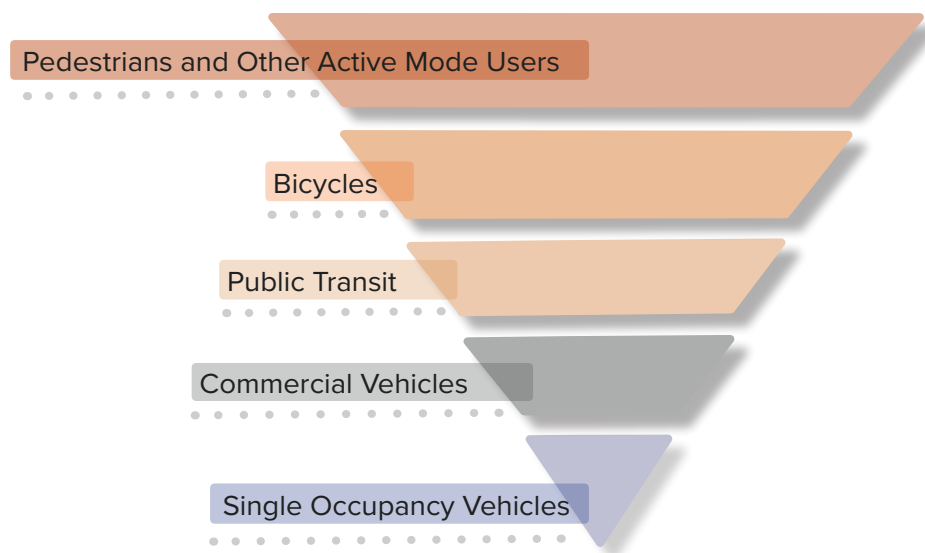 Pedestrians and Other Active Mode Users
Bicycles
Public Transit
Commercial Vehicles
Single Occupancy Vehicles